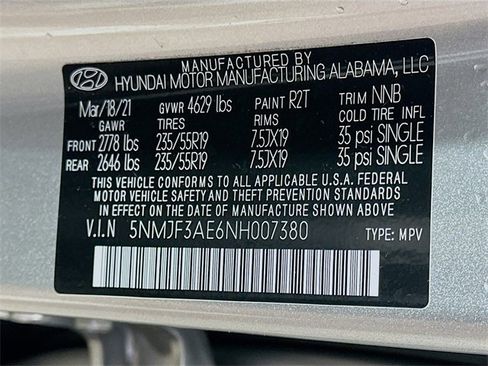 MANUFACTURED BY
HYUNDAI MOTOR MANUFACTURING ALABAMA, LLC
Mar/18/21 GVWR 4629 lbs PAINT R2T TRIM NNB
GAWR TIRES RIMS COLD TIRE INFL
FRONT 2778 lbs 235/55R19 7.5JX19 35 psi SINGLE
REAR 2646 lbs 235/55R19 7.5JX19 35 psi SINGLE
THIS VEHICLE CONFORMS TO ALL APPLICABLE U.S.A. FEDERAL
MOTOR VEHICLE SAFETY AND THEFT PREVENTION STANDARDS
IN EFFECT ON THE DATE OF MANUFACTURE SHOWN ABOVE.
V.I.N 5NMJF3AE6NH007380 TYPE: MPV